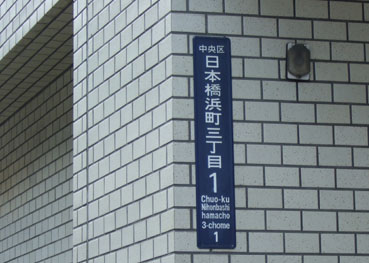 中央区
日本橋浜町三丁目
1
Chuo-ku
Nihonbashi
hamacho
3-chome
1